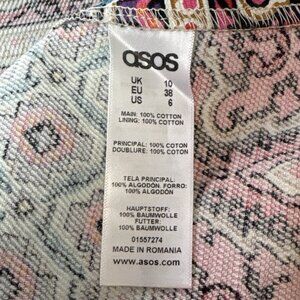 asos
UK 10
EU 38
US 6
MAIN: 100% COTTON
LINING: 100% COTTON
PRINCIPAL: 100% COTON
DOUBLURE: 100% COTON
TELA PRINCIPAL:
100% ALGODÓN. FORRO:
100% ALGODÓN
HAUPTSTOFF:
100% BAUMWOLLE
FUTTER:
100% BAUMWOLLE
01557274
MADE IN ROMANIA
www.asos.com